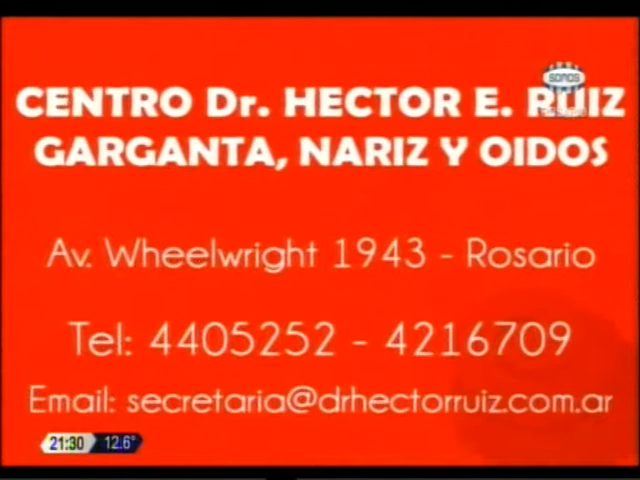 somos
CENTRO Dr. HECTOR E. RUIZ
GARGANTA, NARIZ Y OIDOS
Av. Wheelwright 1943 - Rosario
Tel: 4405252 - 4216709
Email: secretaria@drhectorruiz.com.ar
21:30 12.6°